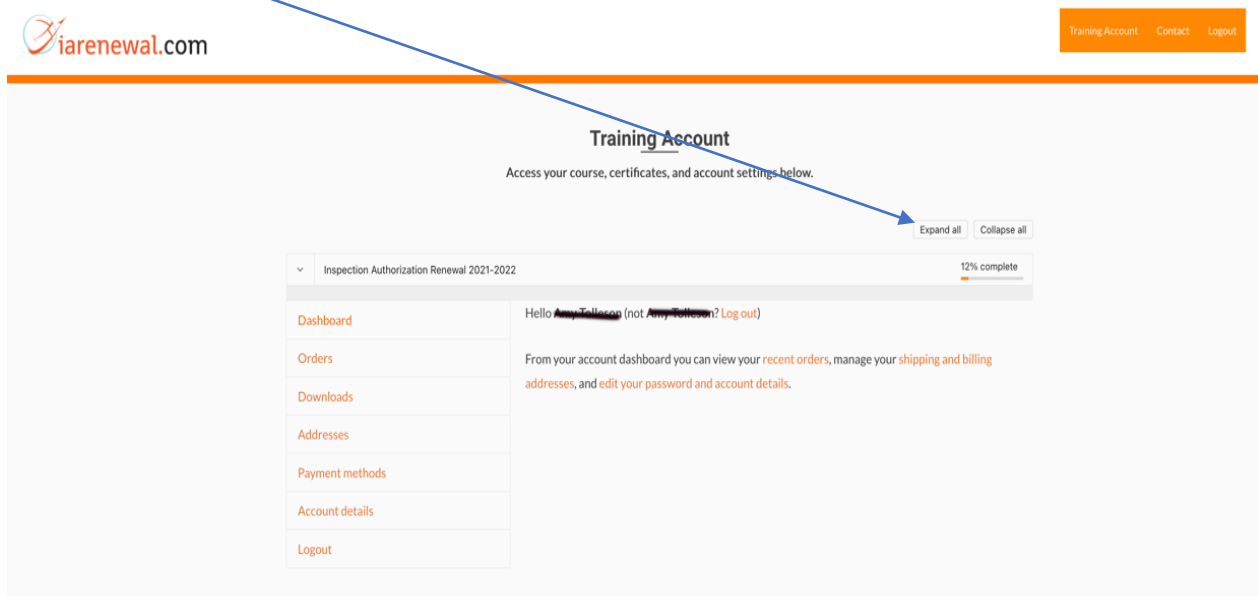 iarenewal.com
Training Account Contact Logout
Training Account
Access your course, certificates, and account settings below.
Expand all Collapse all
Inspection Authorization Renewal 2021-2022 12% complete
Dashboard
Hello (not ? Log out)
Orders
From your account dashboard you can view your recent orders, manage your shipping and billing
addresses, and edit your password and account details.
Downloads
Addresses
Payment methods
Account details
Logout